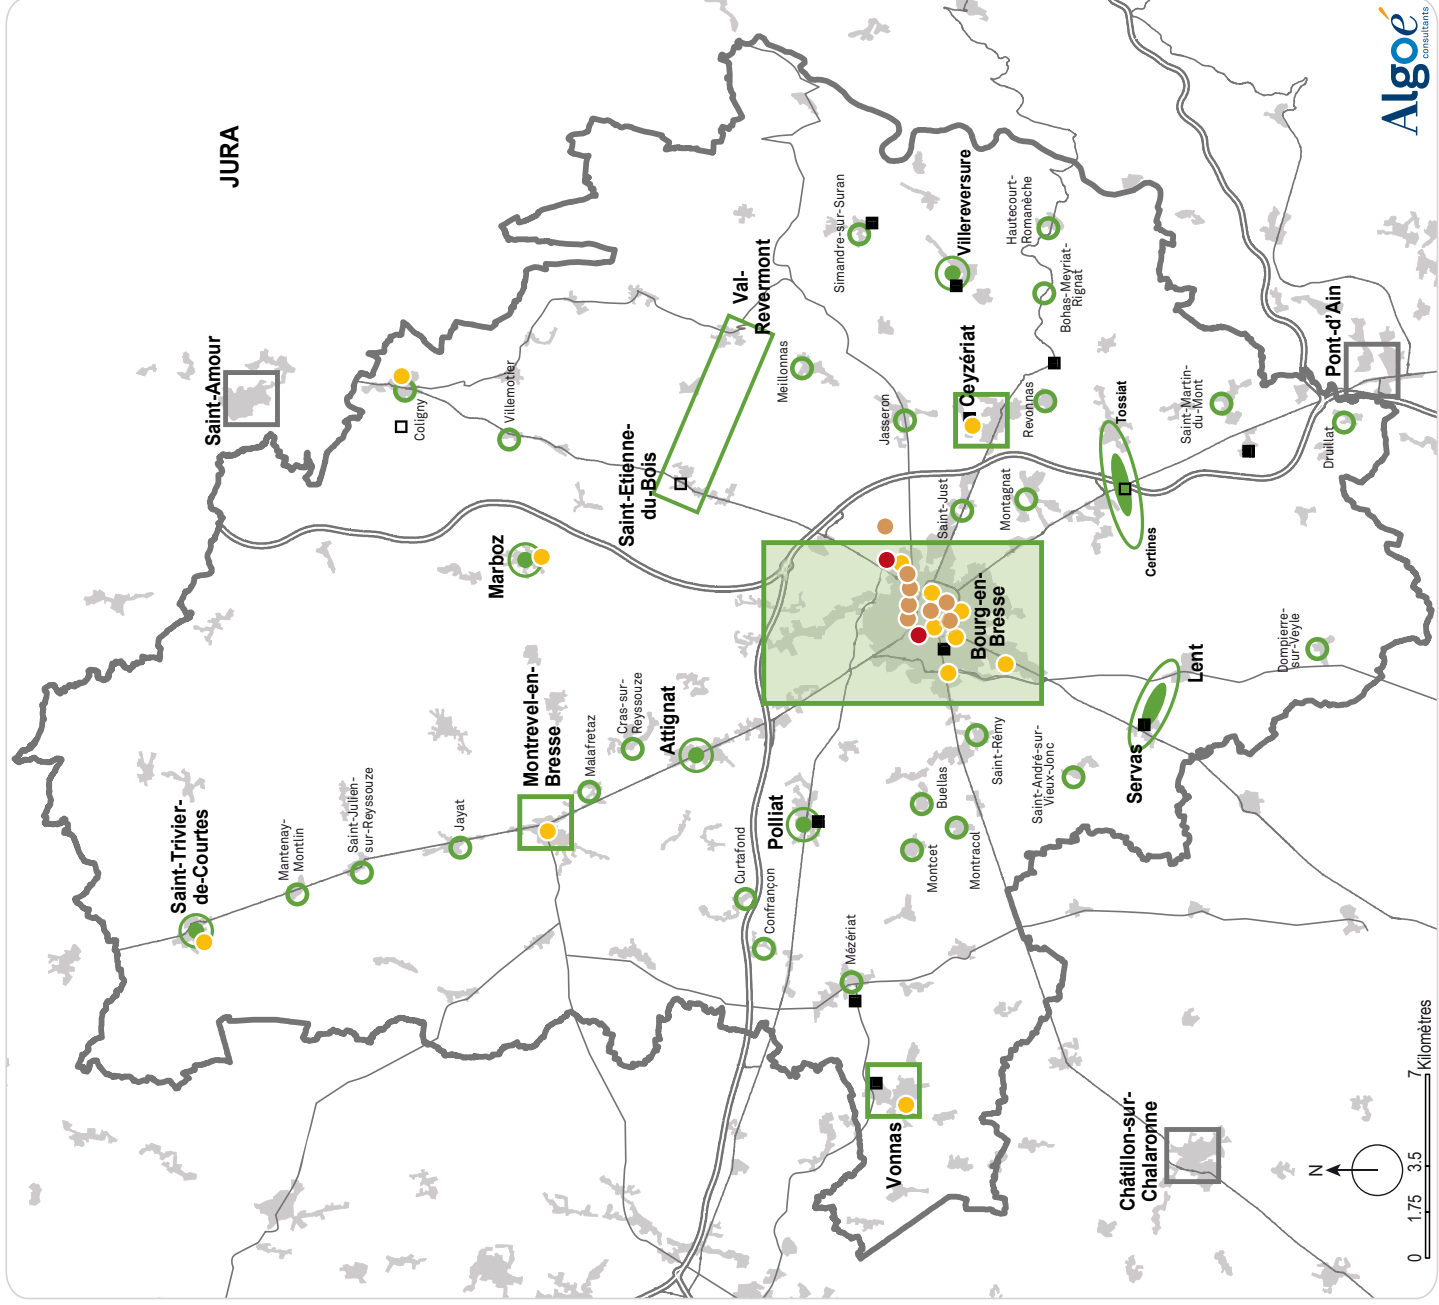 JURA
Algoé
consultants
Saint-Amour
Coligny
Villemotier
Val-
Revermont
Saint-Etienne-
du-Bois
Meillonnas
Marboz
Simandre-sur-Suran
Villereversure
Hautecourt-
Romanèche
Bohas-Meyriat-
Rignat
Jasseron
Ceyzériat
Revonnas
Tossiat
Saint-Martin-
du-Mont
Pont-d'Ain
Druillat
Saint-Just
Montagnat
Certines
Saint-Trivier-
de-Courtes
Mantenay-
Montlin
Saint-Julien-
sur-Reyssouze
Jayat
Montrevel-en-
Bresse
Malafretaz
Cras-sur-
Reyssouze
Attignat
Bourg-en-
Bresse
Polliat
Curtafond
Confrançon
Buellas
Montcet
Montracol
Saint-Rémy
Saint-André-sur-
Vieux-Jonc
Servas
Lent
Dompierre-
sur-Veyle
Mézériat
Vonnas
Châtillon-sur-
Chalaronne
N
0 1.75 3.5 7
Kilomètres